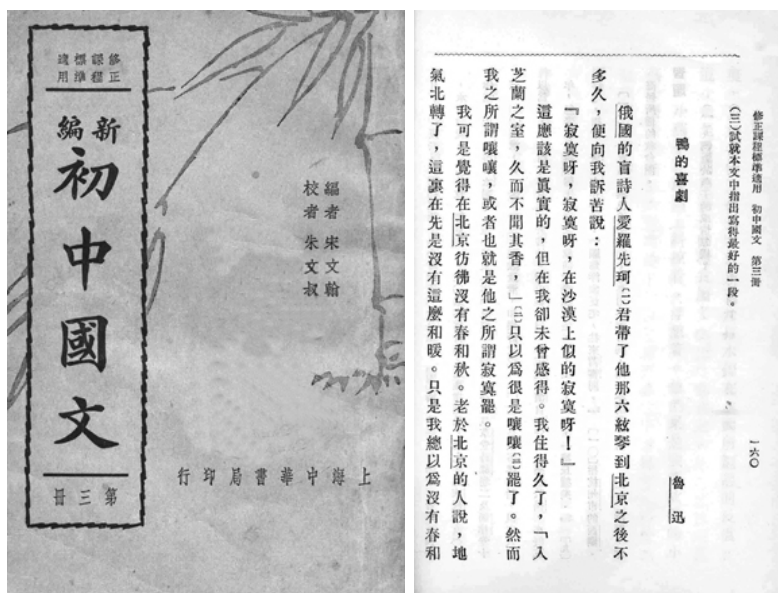 修正課程標準適用
新編
初中國文
第三冊
編者 宋文翰
校者 朱文叔
上海中華書局印行
修正課程標準適用 初中國文 第三冊
一六〇
(三)試就本文中指出寫得最好的一段。
鴨的喜劇
魯迅
俄國的盲詩人愛羅先珂(一)君帶了他那六絃琴到北京之後不
多久，便向我訴苦說：
『寂寞呀，寂寞呀，在沙漠上似的寂寞呀！』
這應該是眞實的，但在我卻未曾感得。我住得久了，「入
芝蘭之室，久而不聞其香，」(二)只以爲很是嚷嚷(三)罷了。然而
我之所謂嚷嚷，或者也就是他之所謂寂寞罷。
我可是覺得在北京彷彿沒有春和秋。老於北京的人說，地
氣北轉了，這裏在先是沒有這麼和暖。只是我總以爲沒有春和